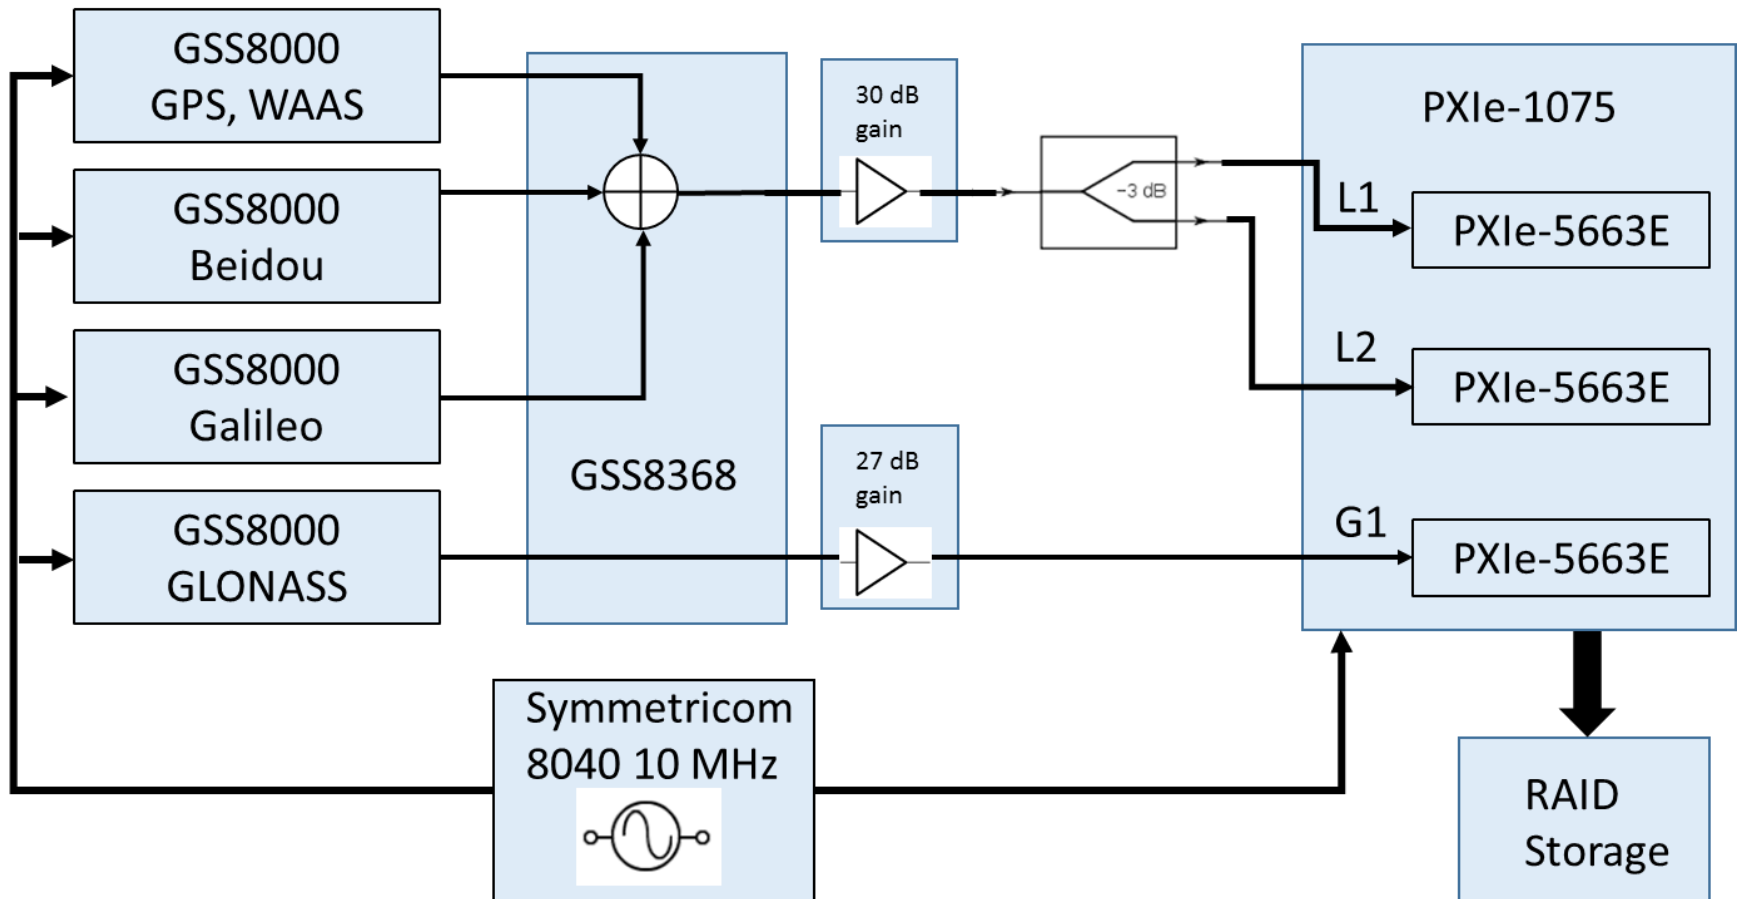 GSS8000
GPS, WAAS
GSS8000
Beidou
GSS8000
Galileo
GSS8000
GLONASS
GSS8368
30 dB
gain
−3 dB
27 dB
gain
PXIe-1075
L1
PXIe-5663E
L2
PXIe-5663E
G1
PXIe-5663E
Symmetricom
8040 10 MHz
RAID
Storage